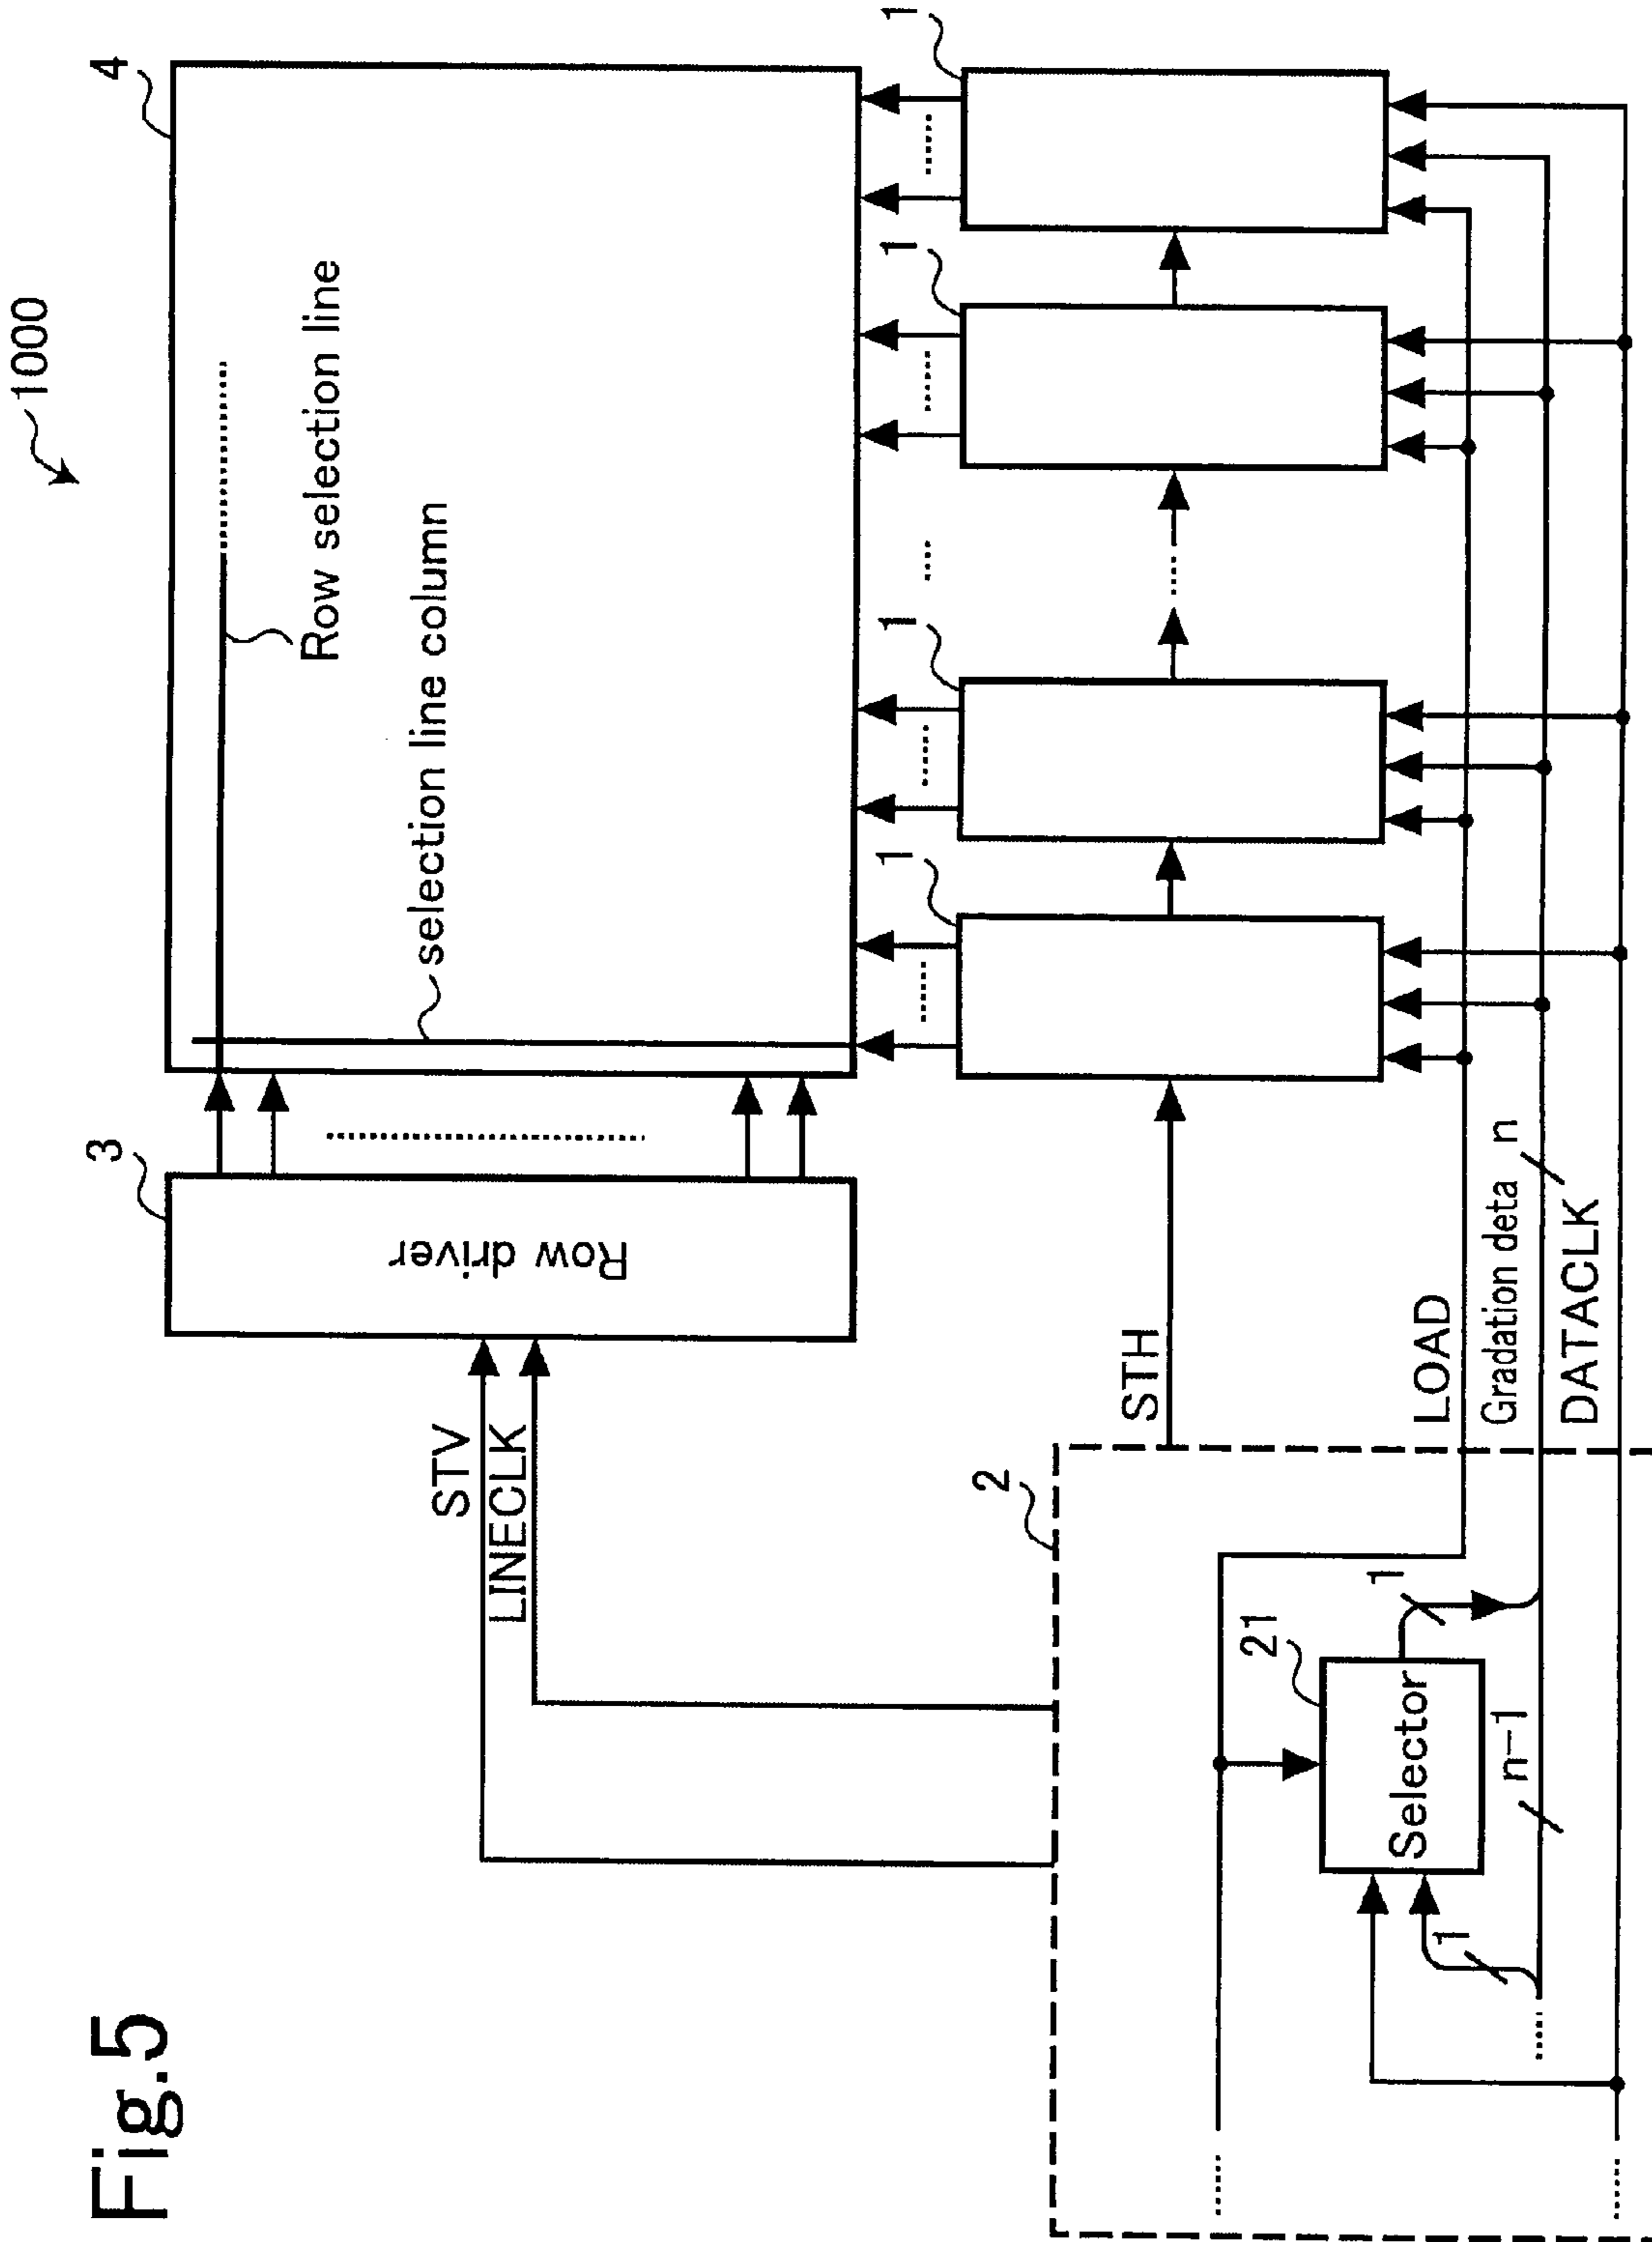 Fig.5
1000
4
Row selection line
selection line column
3
Row driver
STV
LINECLK
1
1
1
1
STH
2
LOAD
Gradation deta n
DATACLK
21
Selector
1
1
n-1